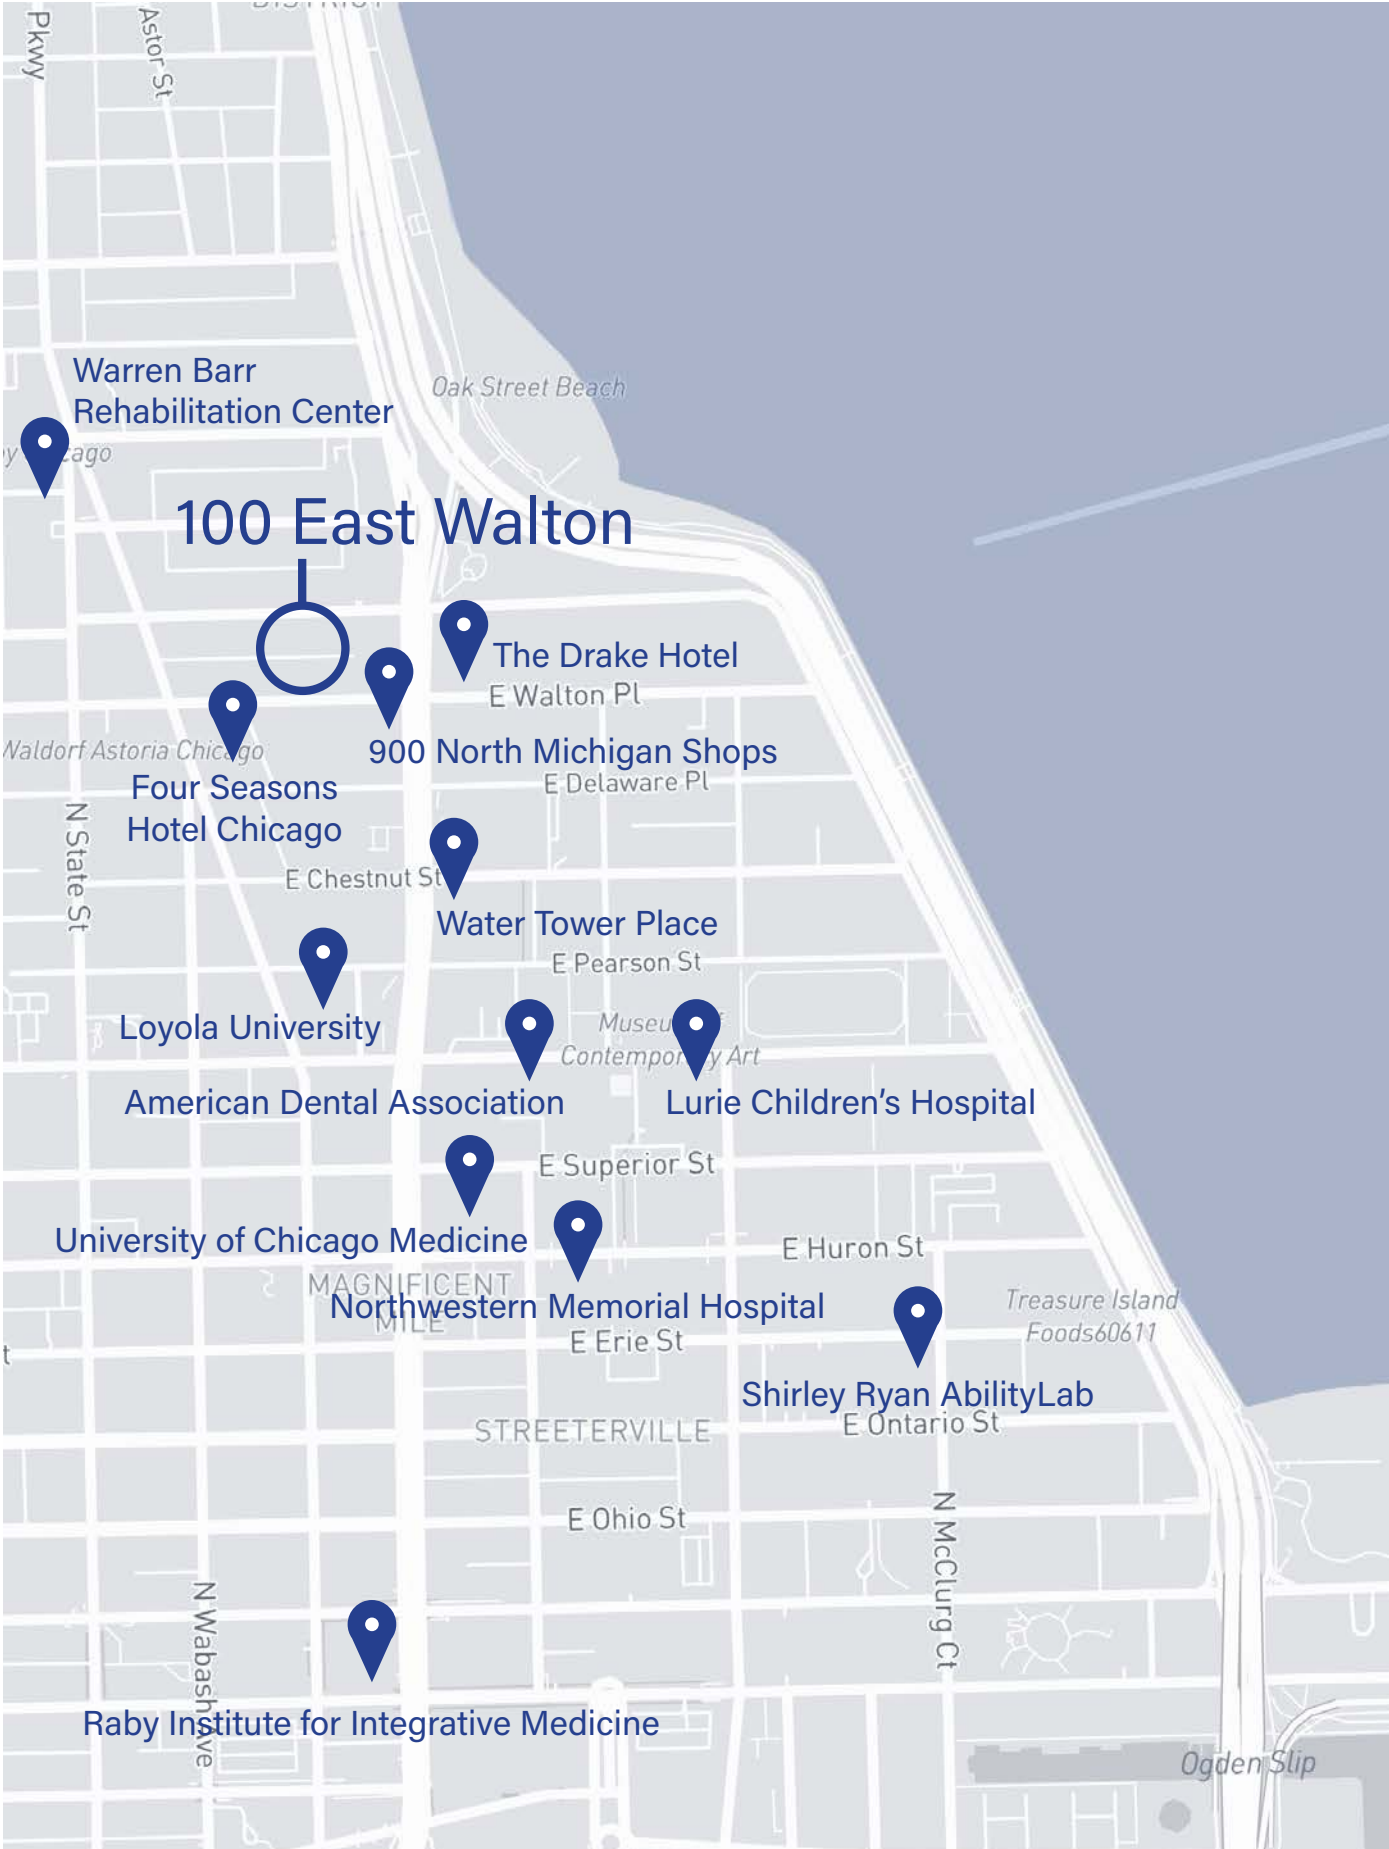 DISTRICT
Pkwy
Astor St
Warren Barr
Rehabilitation Center
Oak Street Beach
100 East Walton
The Drake Hotel
E Walton Pl
900 North Michigan Shops
Waldorf Astoria Chicago
E Delaware Pl
Four Seasons
Hotel Chicago
N State St
E Chestnut St
Water Tower Place
E Pearson St
Loyola University
Museum of
Contemporary Art
American Dental Association
Lurie Children's Hospital
E Superior St
University of Chicago Medicine
E Huron St
MAGNIFICENT
MILE
Northwestern Memorial Hospital
Treasure Island
Foods60611
E Erie St
Shirley Ryan AbilityLab
E Ontario St
STREETERVILLE
E Ohio St
N McClurg Ct
N Wabash Ave
Raby Institute for Integrative Medicine
Ogden Slip